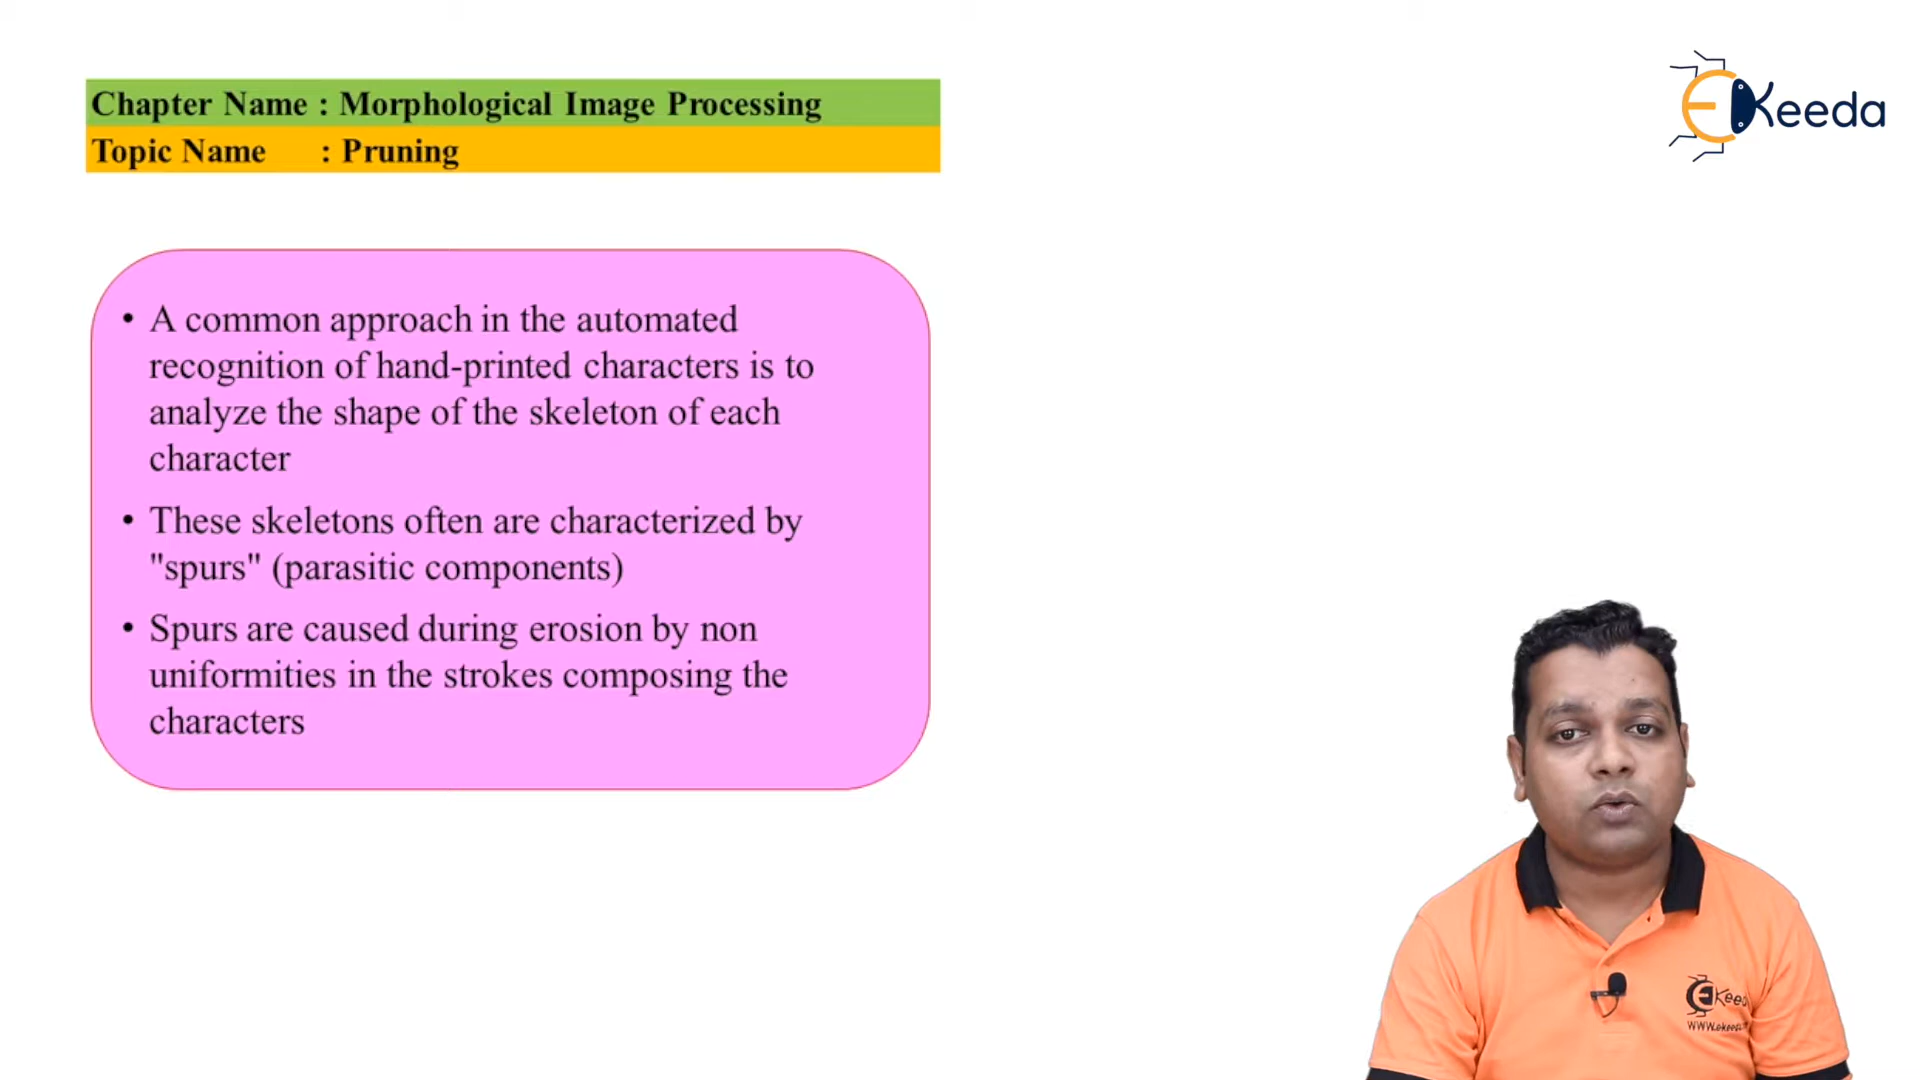 Chapter Name : Morphological Image Processing
Topic Name : Pruning
EKeeda
• A common approach in the automated
recognition of hand-printed characters is to
analyze the shape of the skeleton of each
character
• These skeletons often are characterized by
"spurs" (parasitic components)
• Spurs are caused during erosion by non
uniformities in the strokes composing the
characters